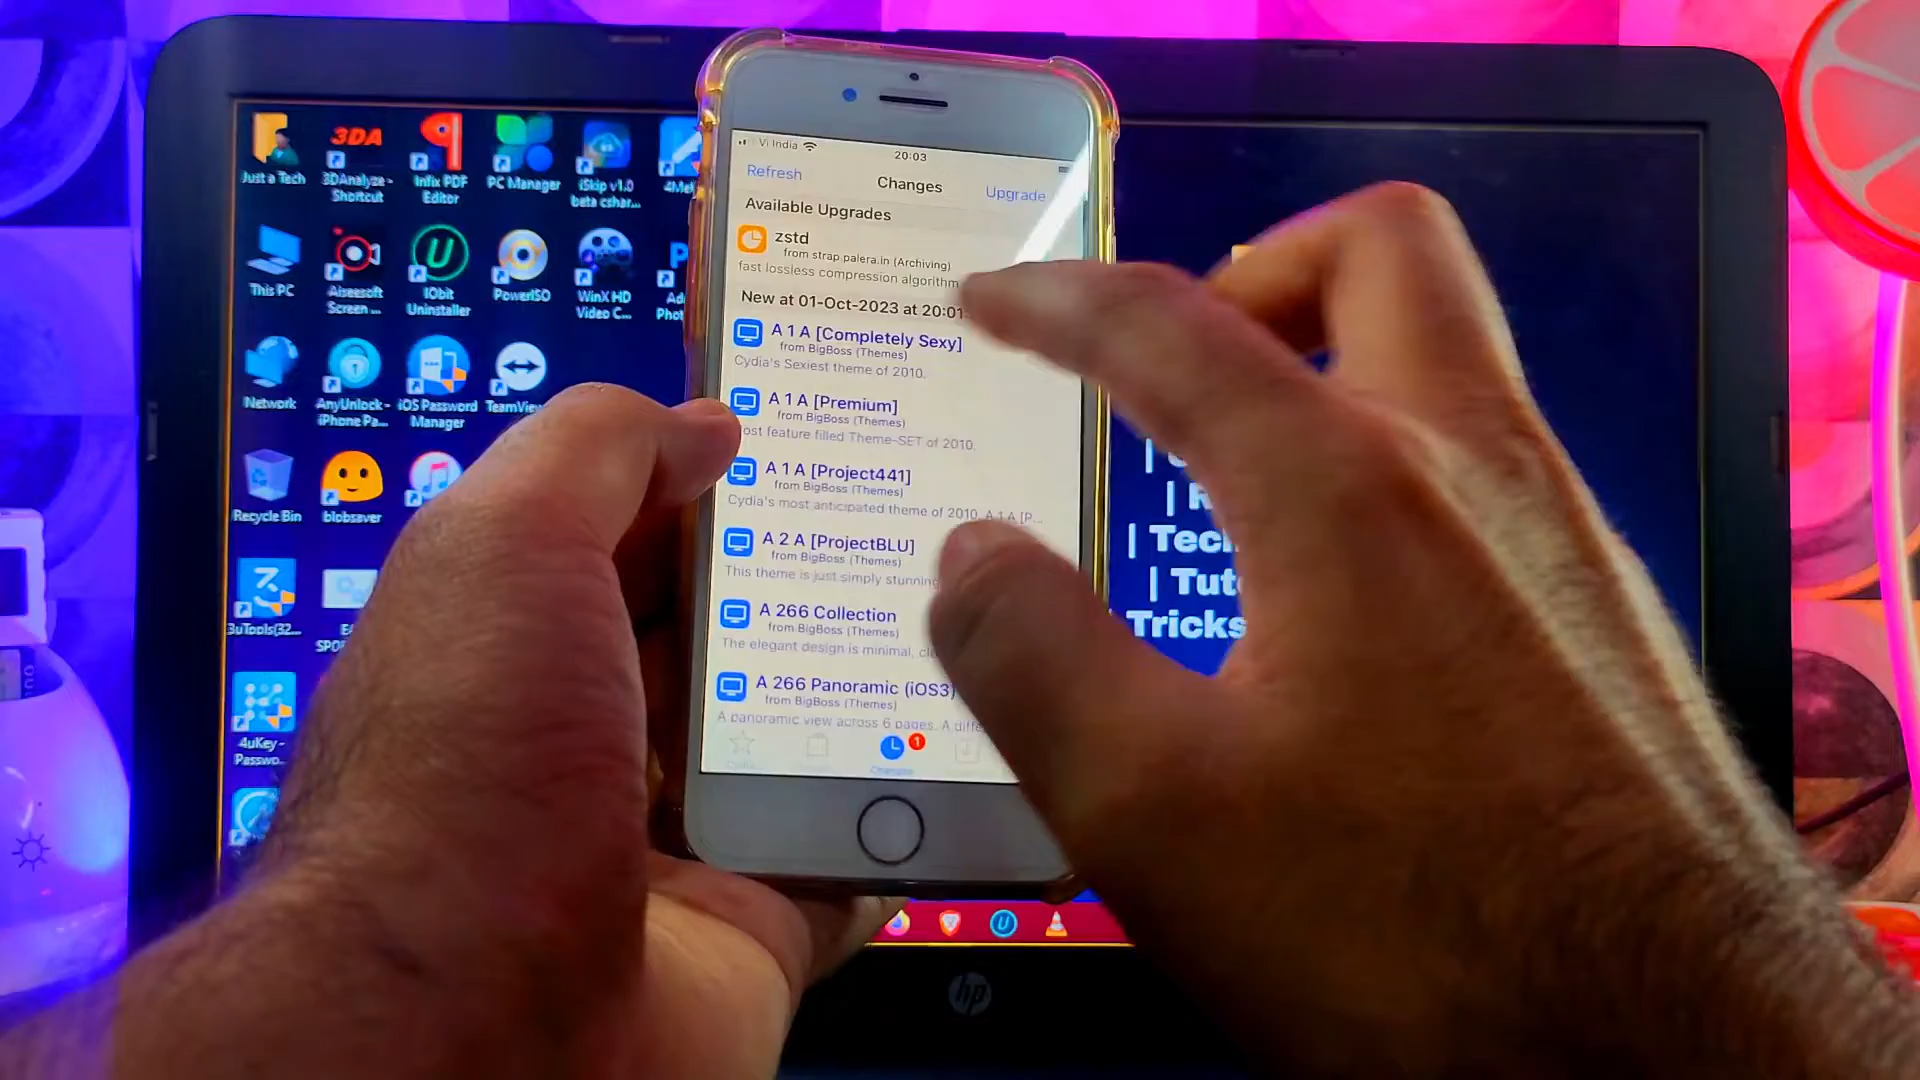 Vi India
20:03
Refresh
Changes
Upgrade
Available Upgrades
zstd
from strap.palera.in (Archiving)
fast lossless compression algorithm
New at 01-Oct-2023 at 20:01
A 1 A [Completely Sexy]
from BigBoss (Themes)
Cydia's Sexiest theme of 2010.
A 1 A [Premium]
from BigBoss (Themes)
ost feature filled Theme-SET of 2010.
A 1 A [Project441]
from BigBoss (Themes)
Cydia's most anticipated theme of 2010. A 1 A [P...
A 2 A [ProjectBLU]
from BigBoss (Themes)
This theme is just simply stunning
A 266 Collection
from BigBoss (Themes)
The elegant design is minimal,
A 266 Panoramic (iOS3)
from BigBoss (Themes)
A panoramic view across 6 pages. A
1
Changes
Just a Tech
3DA
3DAnalyze -
Shortcut
Infix PDF
Editor
PC Manager
iSkip v1.0
beta cshar...
This PC
Aiseesoft
Screen ...
IObit
Uninstaller
PowerISO
WinX HD
Video C...
Network
AnyUnlock -
iPhone Pa...
iOS Password
Manager
TeamView
Recycle Bin
blobsaver
3uTools(32...
4uKey -
Passwo...
| Tech
| Tut
Tricks
hp